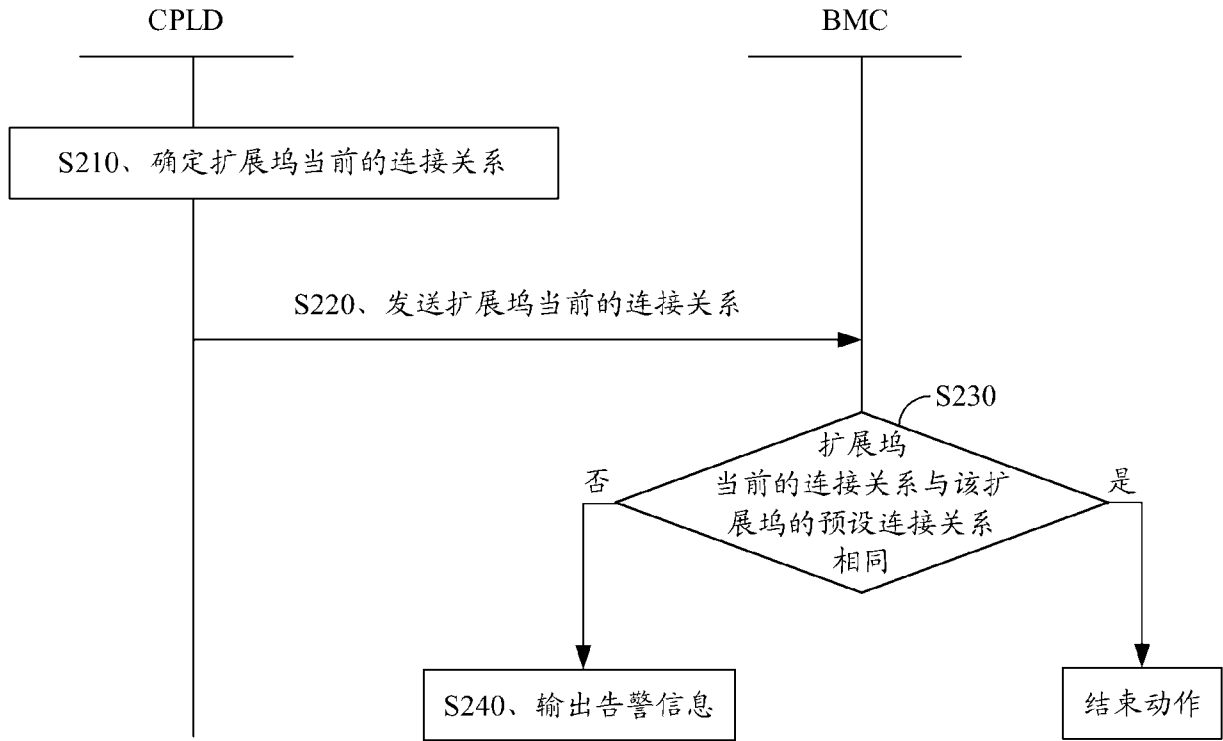 CPLD
BMC
S210、确定扩展坞当前的连接关系
S220、发送扩展坞当前的连接关系
S230
扩展坞
当前的连接关系与该扩
展坞的预设连接关系
相同
否
是
S240、输出告警信息
结束动作